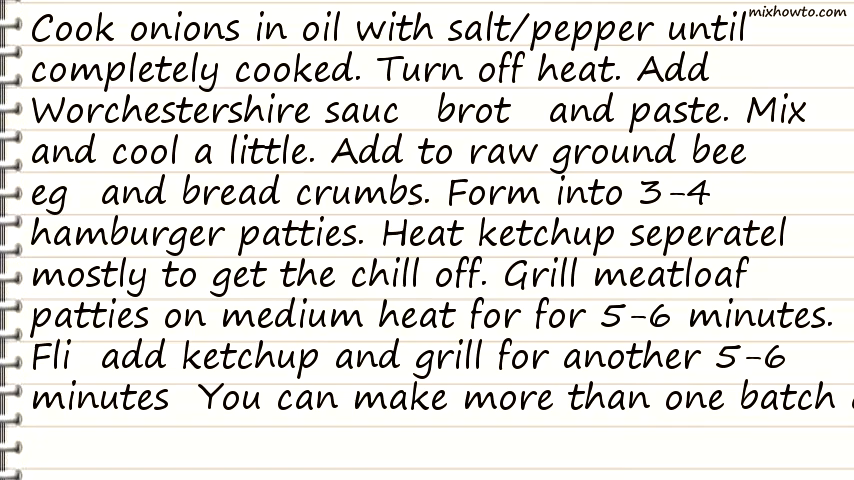 mixhowto.com
Cook onions in oil with salt/pepper until
completely cooked. Turn off heat. Add
Worchestershire sauc brot and paste. Mix
and cool a little. Add to raw ground bee
eg and bread crumbs. Form into 3-4
hamburger patties. Heat ketchup seperatel
mostly to get the chill off. Grill meatloaf
patties on medium heat for for 5-6 minutes.
Fli add ketchup and grill for another 5-6
minutes You can make more than one batch